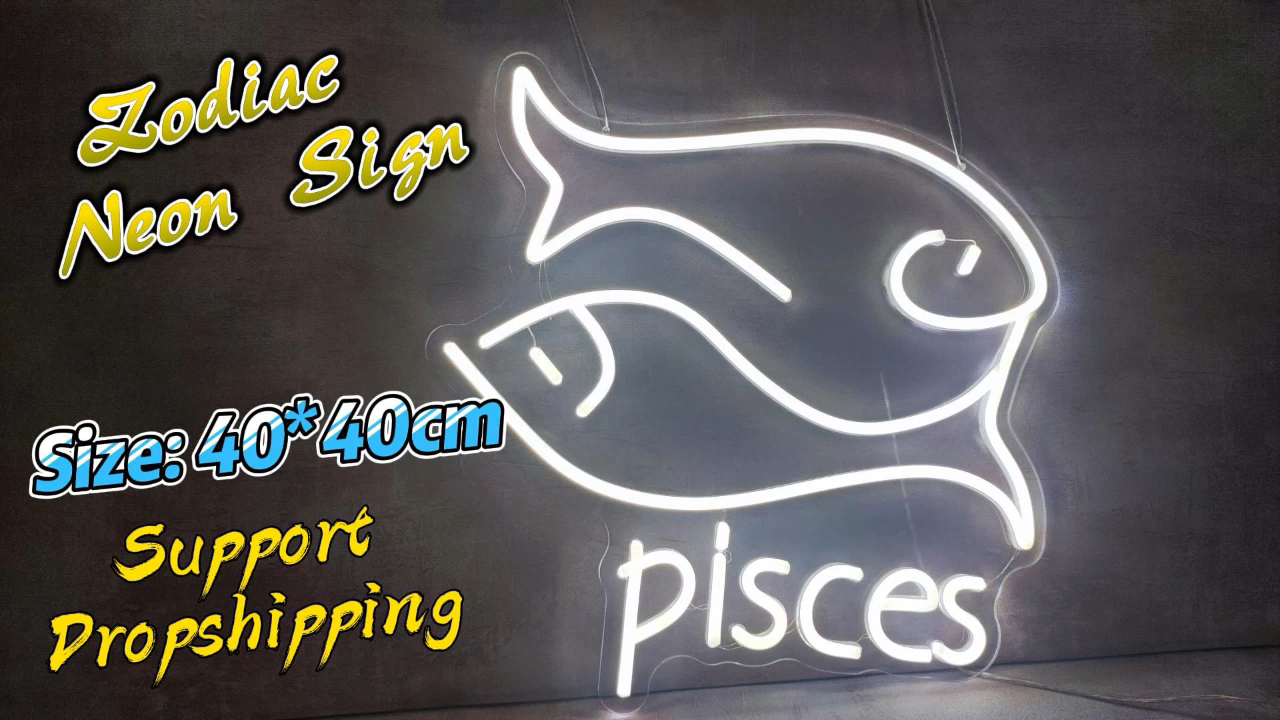 Zodiac
Neon Sign
Size: 40*40cm
Support
Dropshipping
pisces